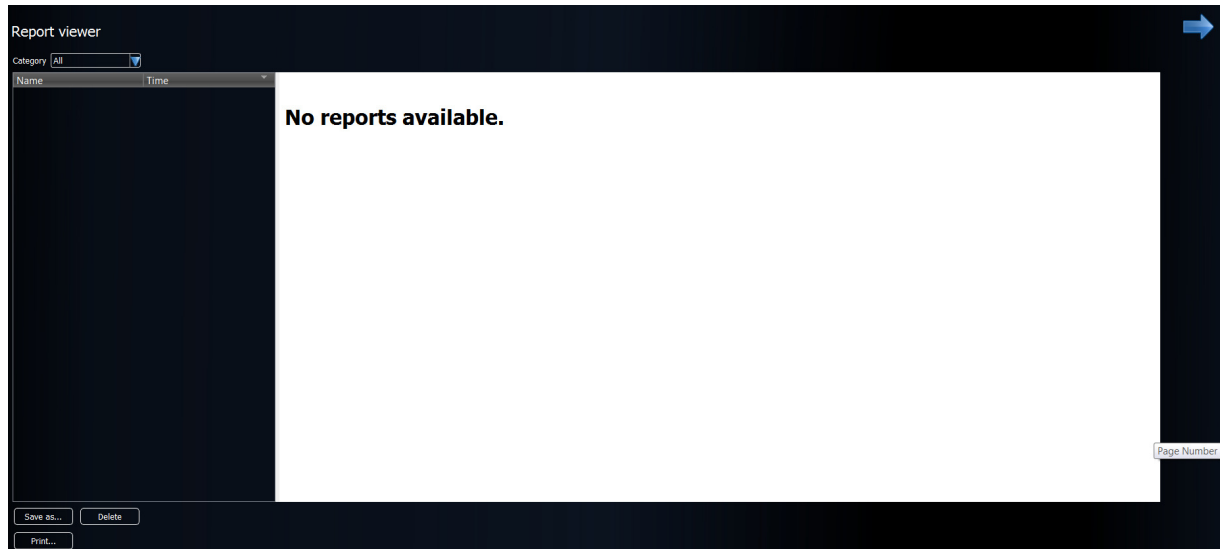 Report viewer
Category All
Name Time
No reports available.
Page Number
Save as... Delete
Print...